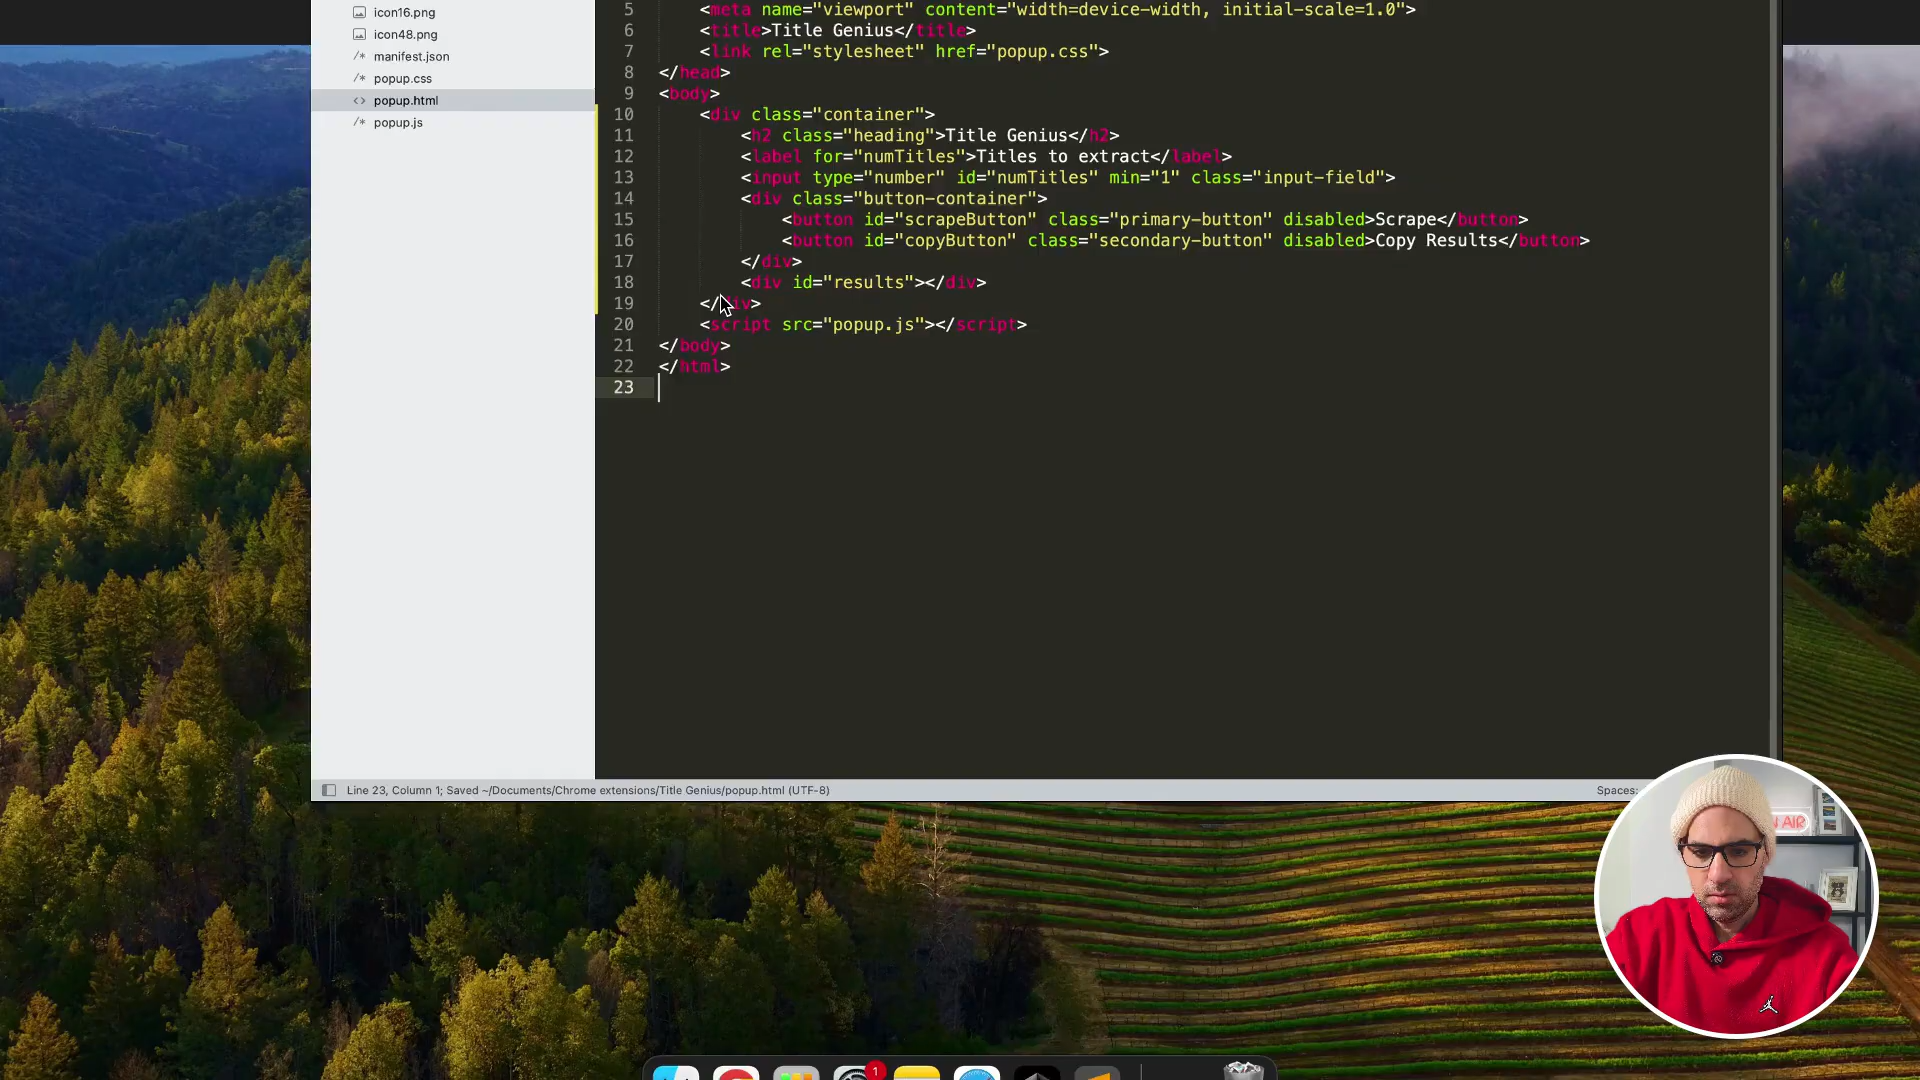 icon16.png
icon48.png
/* manifest.json
/* popup.css
<> popup.html
/* popup.js
5 <meta name="viewport" content="width=device-width, initial-scale=1.0">
6 <title>Title Genius</title>
7 <link rel="stylesheet" href="popup.css">
8 </head>
9 <body>
10 <div class="container">
11 <h2 class="heading">Title Genius</h2>
12 <label for="numTitles">Titles to extract</label>
13 <input type="number" id="numTitles" min="1" class="input-field">
14 <div class="button-container">
15 <button id="scrapeButton" class="primary-button" disabled>Scrape</button>
16 <button id="copyButton" class="secondary-button" disabled>Copy Results</button>
17 </div>
18 <div id="results"></div>
19 </div>
20 <script src="popup.js"></script>
21 </body>
22 </html>
23
Line 23, Column 1; Saved ~/Documents/Chrome extensions/Title Genius/popup.html (UTF-8)
Spaces:
N AIR
1